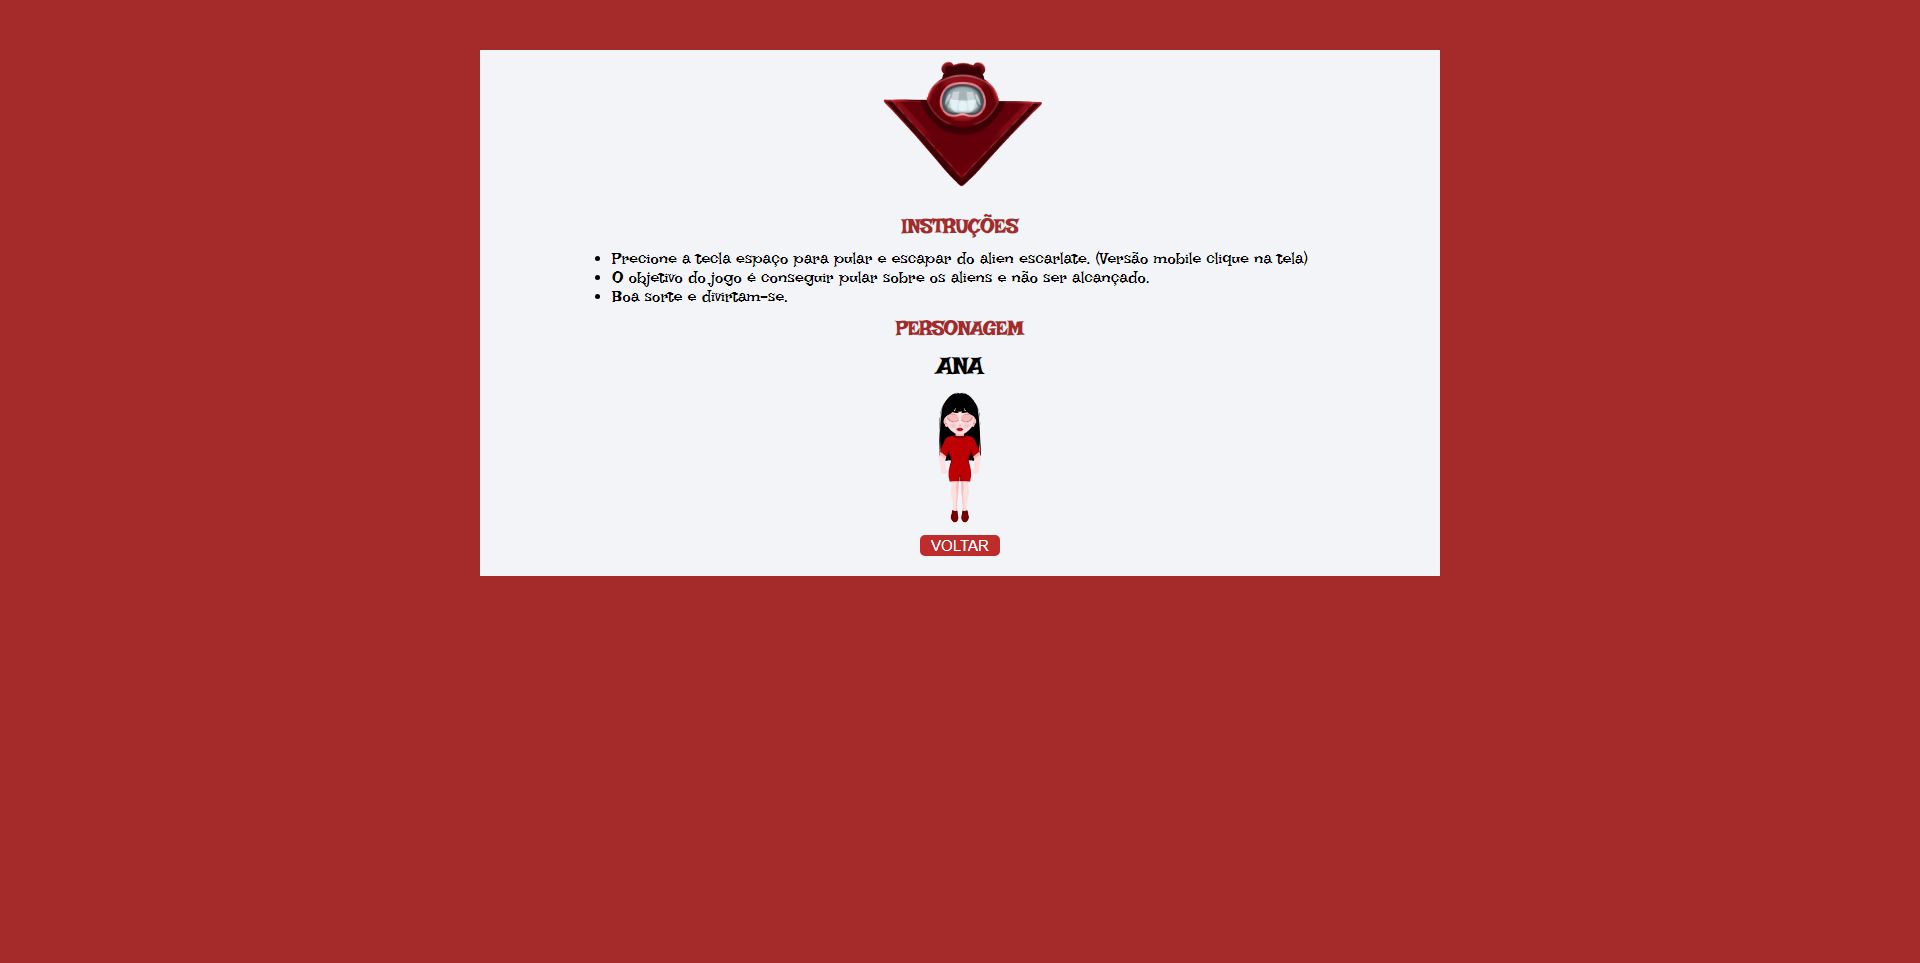 INSTRUÇÕES
Precione a tecla espaço para pular e escapar do alien escarlate. (Versão mobile clique na tela)
O objetivo do jogo é conseguir pular sobre os aliens e não ser alcançado.
Boa sorte e divirtam-se.
PERSONAGEM
ANA
VOLTAR